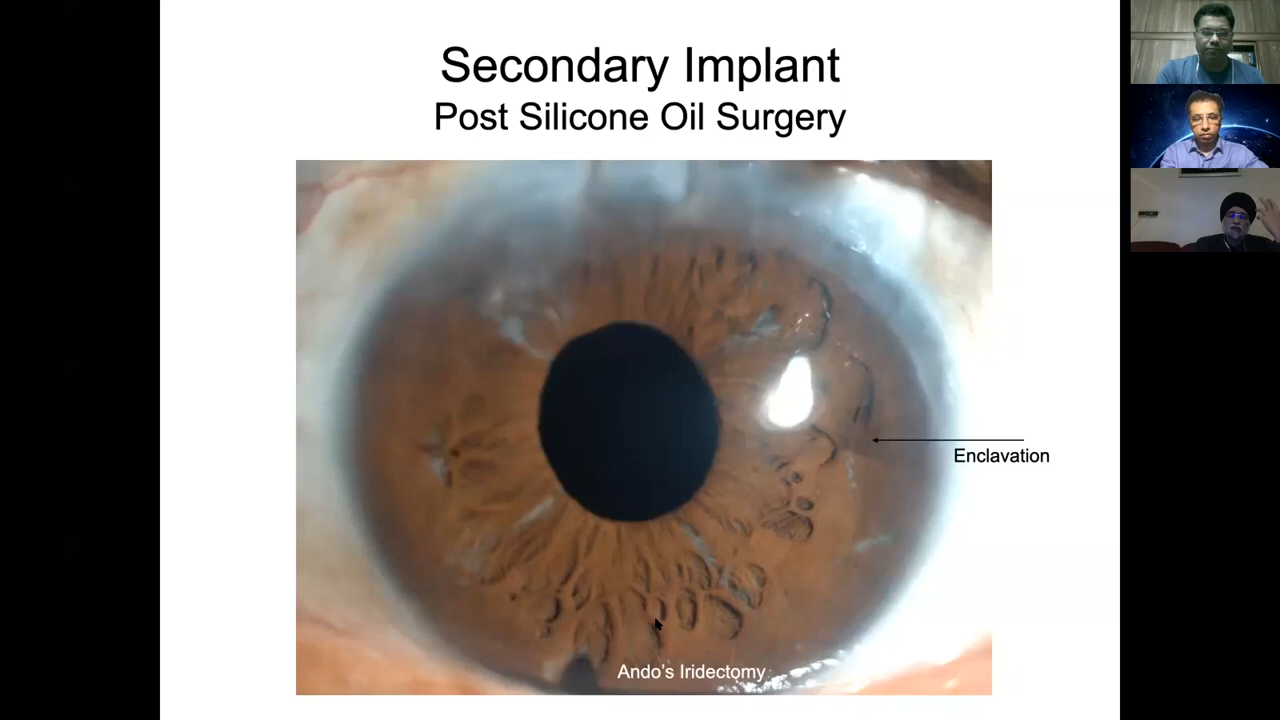 Secondary Implant
Post Silicone Oil Surgery
Enclavation
Ando's Iridectomy